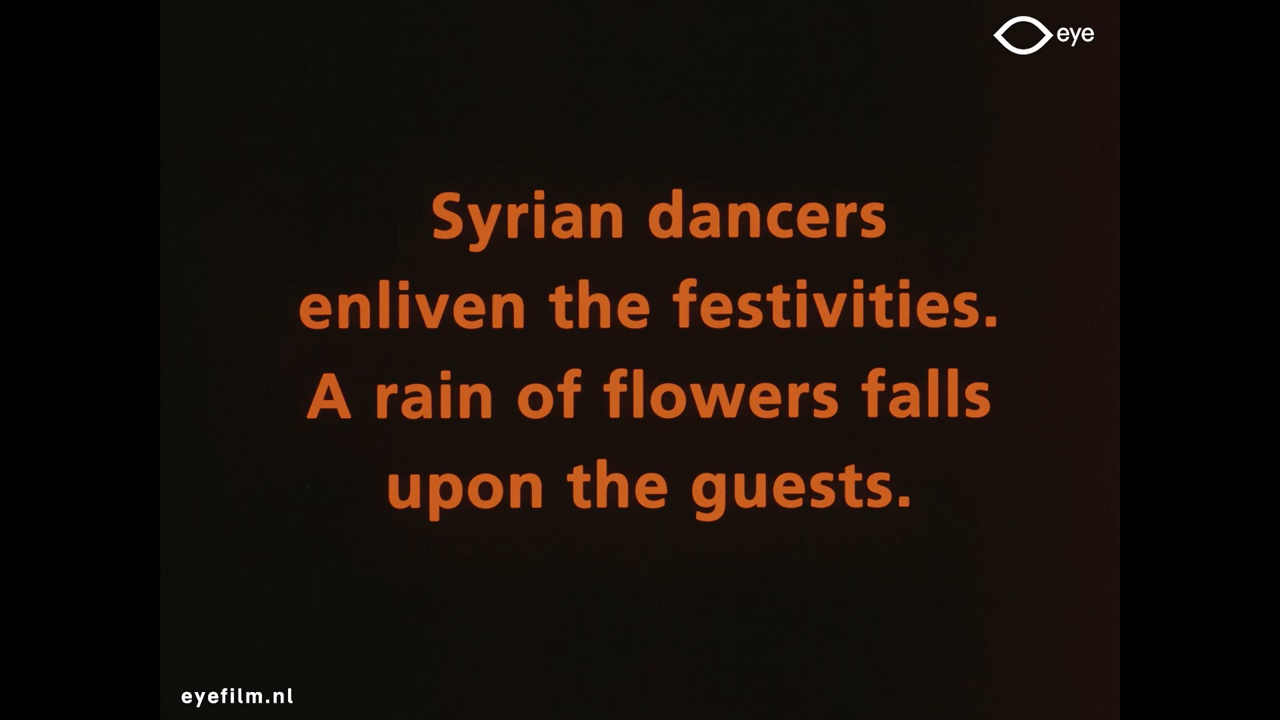 eye
Syrian dancers
enliven the festivities.
A rain of flowers falls
upon the guests.
eyefilm.nl